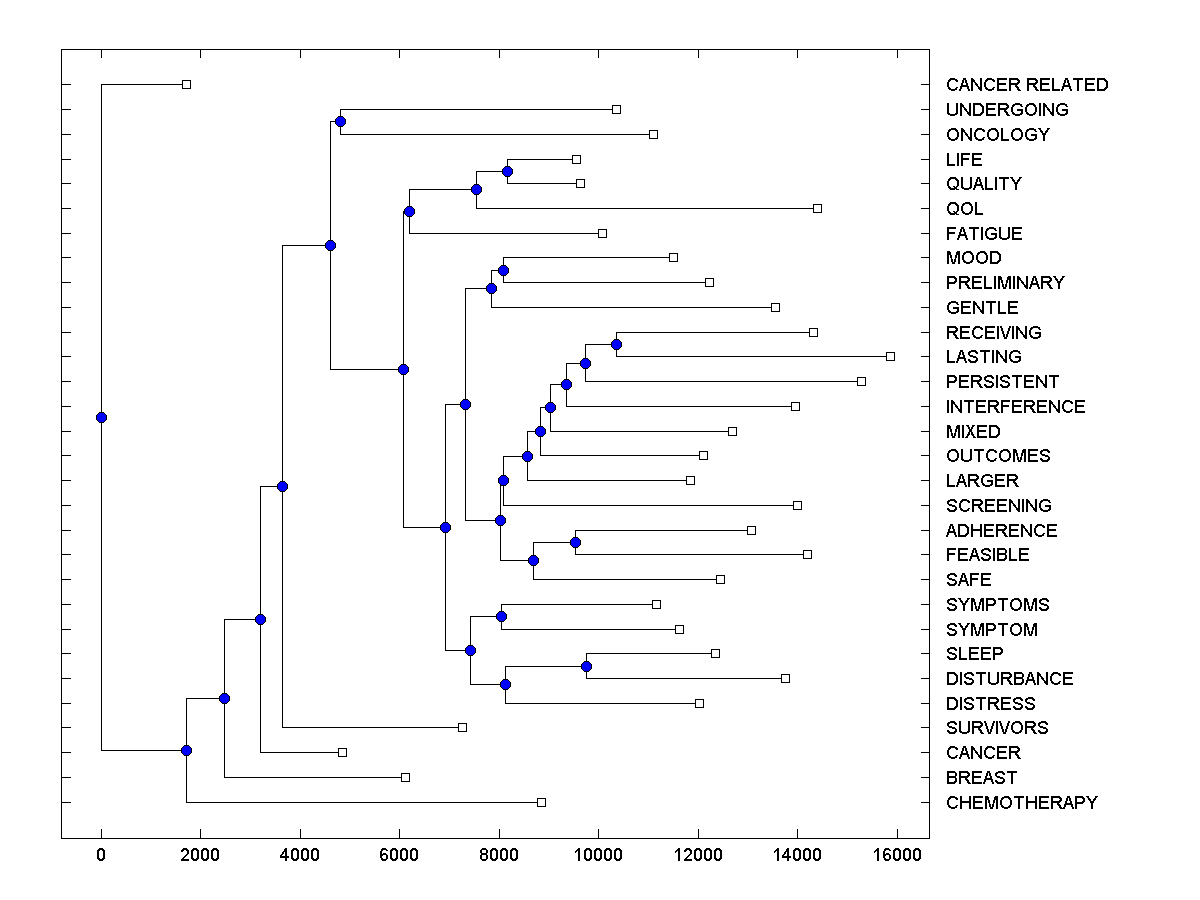 CANCER RELATED
UNDERGOING
ONCOLOGY
LIFE
QUALITY
QOL
FATIGUE
MOOD
PRELIMINARY
GENTLE
RECEIVING
LASTING
PERSISTENT
INTERFERENCE
MIXED
OUTCOMES
LARGER
SCREENING
ADHERENCE
FEASIBLE
SAFE
SYMPTOMS
SYMPTOM
SLEEP
DISTURBANCE
DISTRESS
SURVIVORS
CANCER
BREAST
CHEMOTHERAPY
0 2000 4000 6000 8000 10000 12000 14000 16000